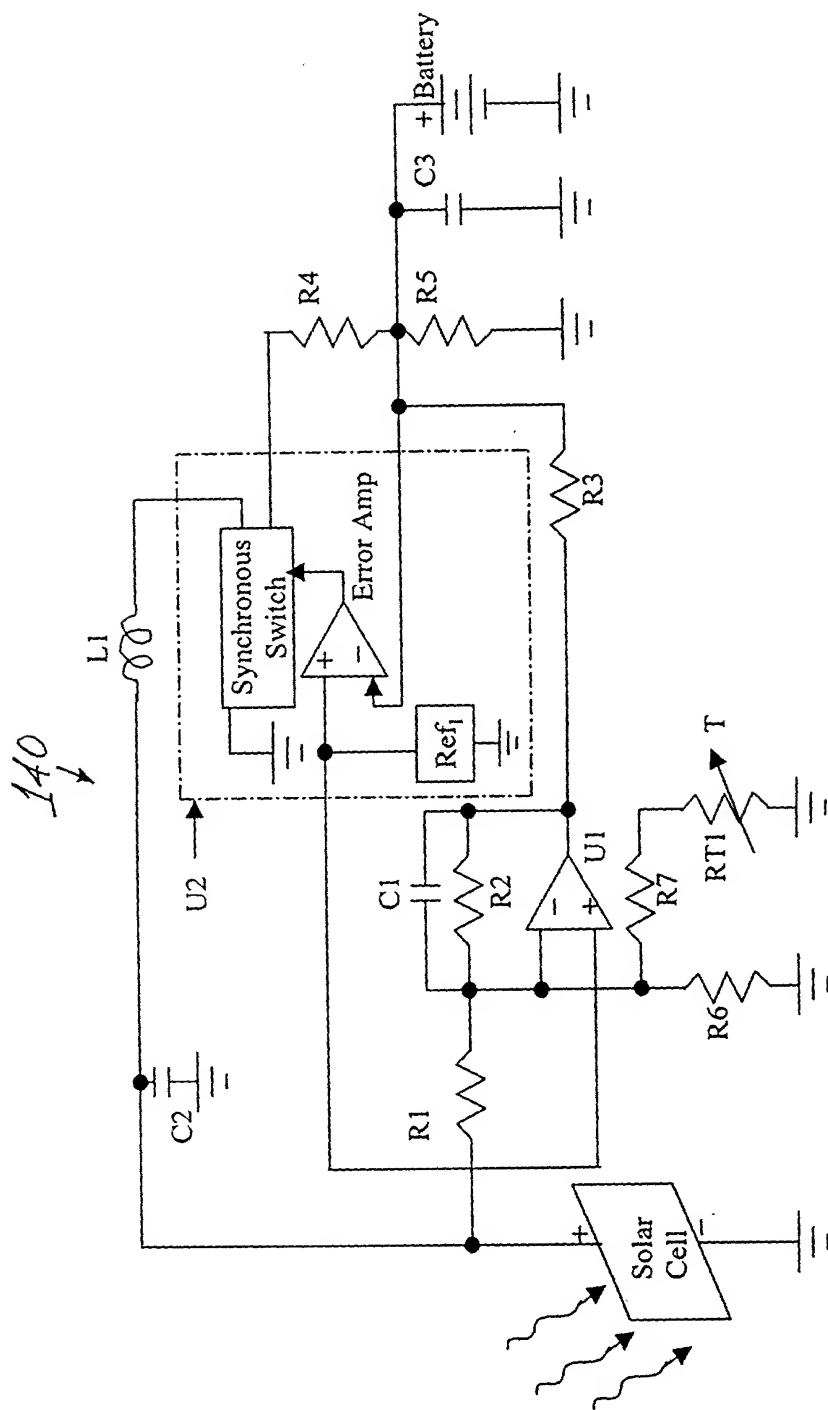 140
L1
C2
U2
Synchronous
Switch
+
−
Error Amp
Ref1
R4
R5
C3
+ Battery
R3
C1
R2
−
+
U1
R1
R7
R6
RT1
T
+
Solar
Cell
−